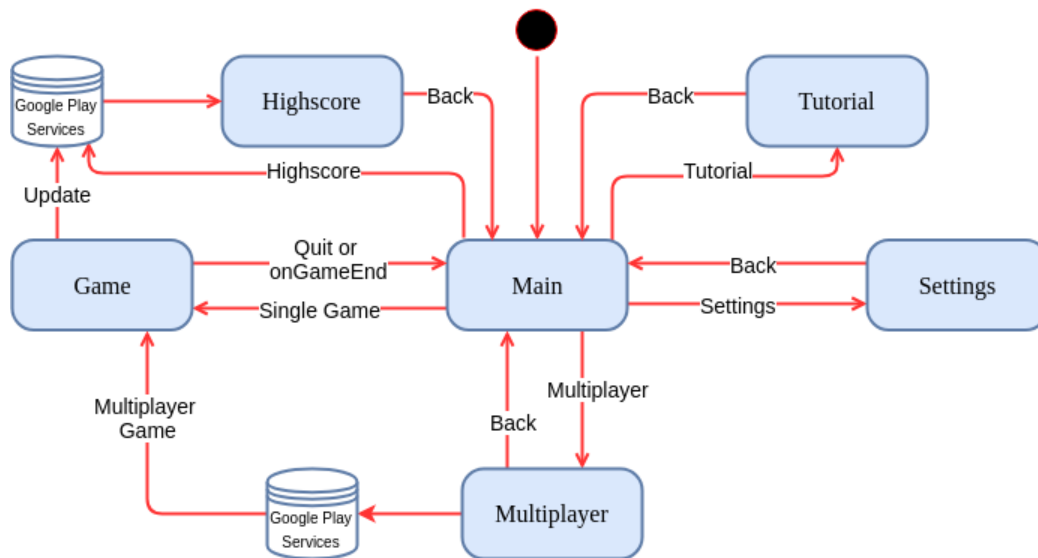 Google Play
Services
Highscore
Back
Back
Tutorial
Highscore
Tutorial
Update
Game
Quit or
onGameEnd
Main
Back
Settings
Single Game
Settings
Multiplayer
Game
Multiplayer
Back
Google Play
Services
Multiplayer